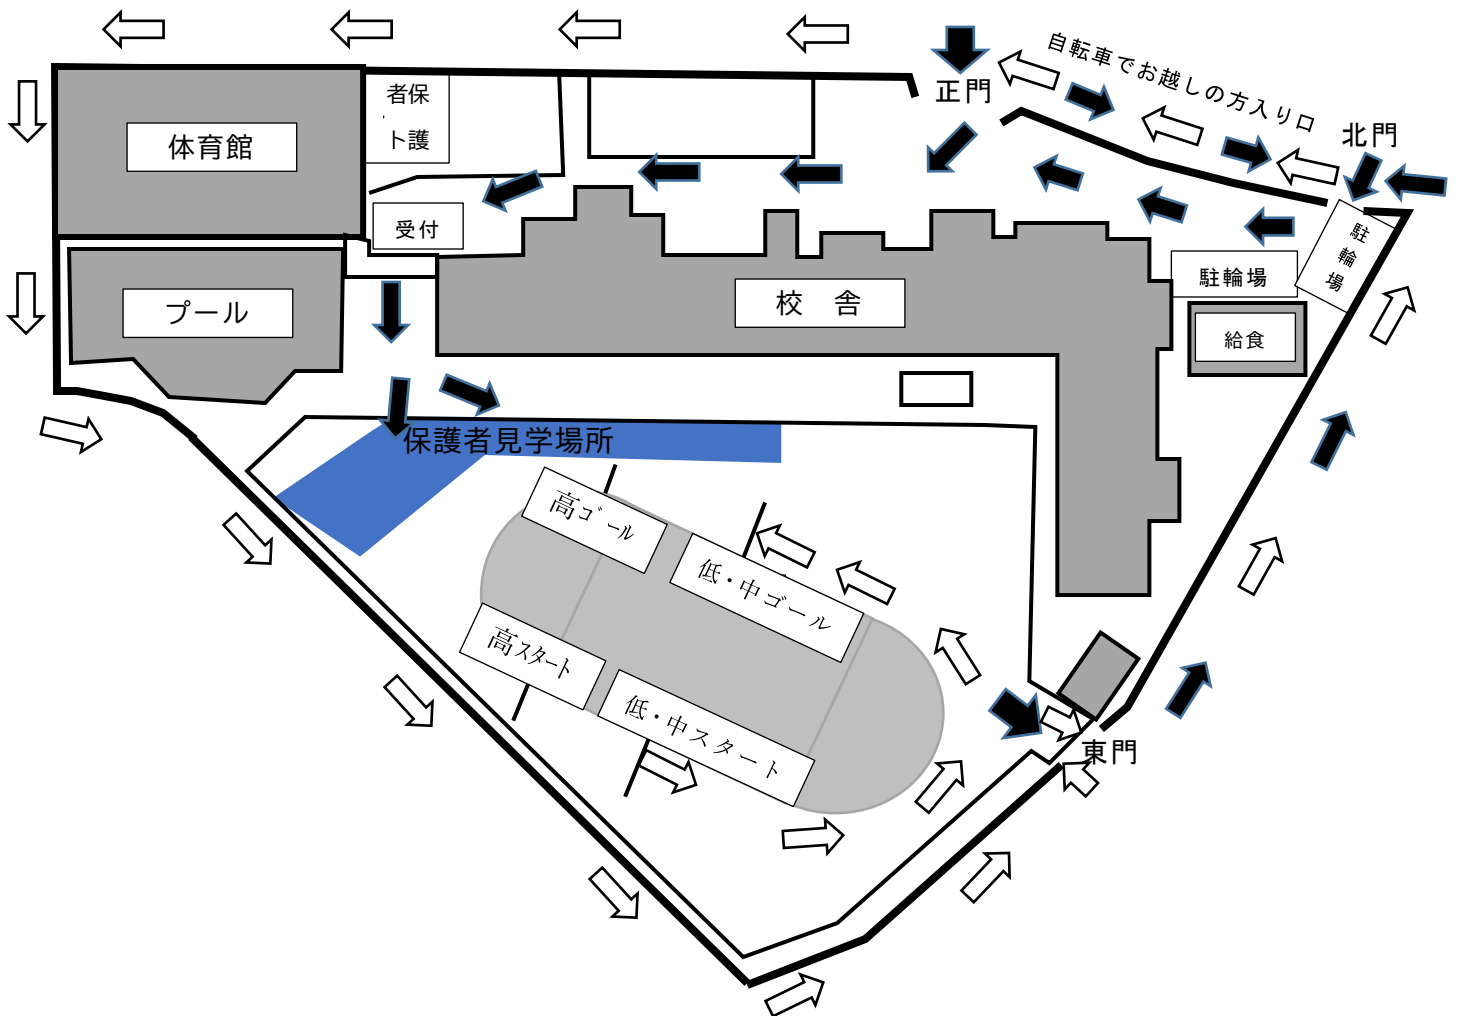 自転車でお越しの方入り口
正門
北門
者保
ト護
体育館
受付
駐輪場
駐輪場
プール
校　舎
給食
保護者見学場所
高ゴール
低・中ゴール
高スタート
低・中スタート
東門